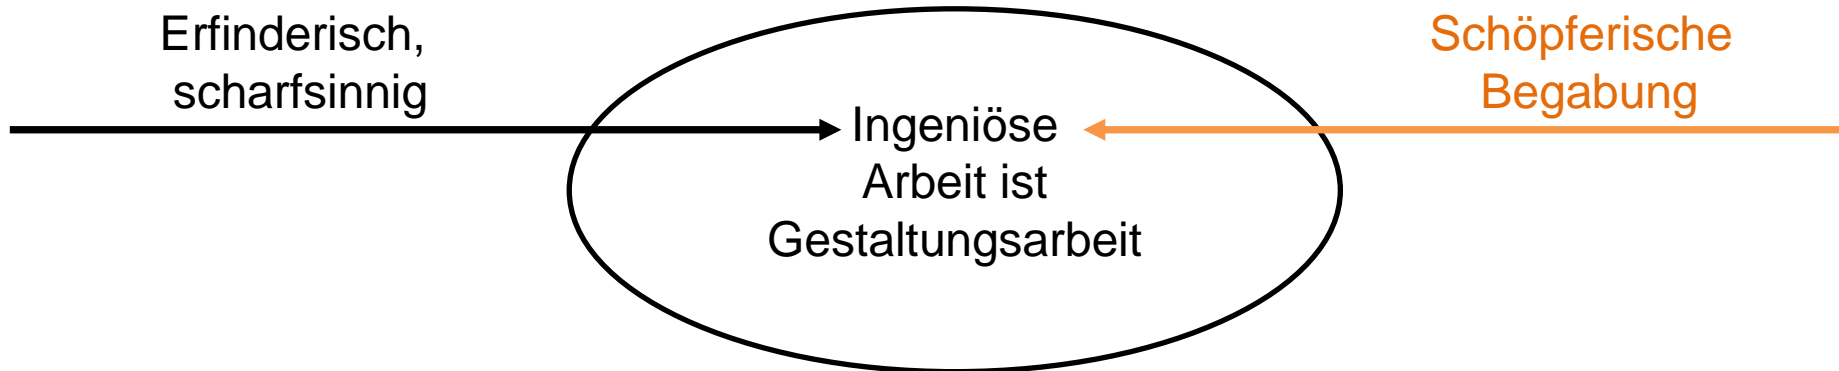 Erfinderisch,
scharfsinnig
Schöpferische
Begabung
Ingeniöse
Arbeit ist
Gestaltungsarbeit